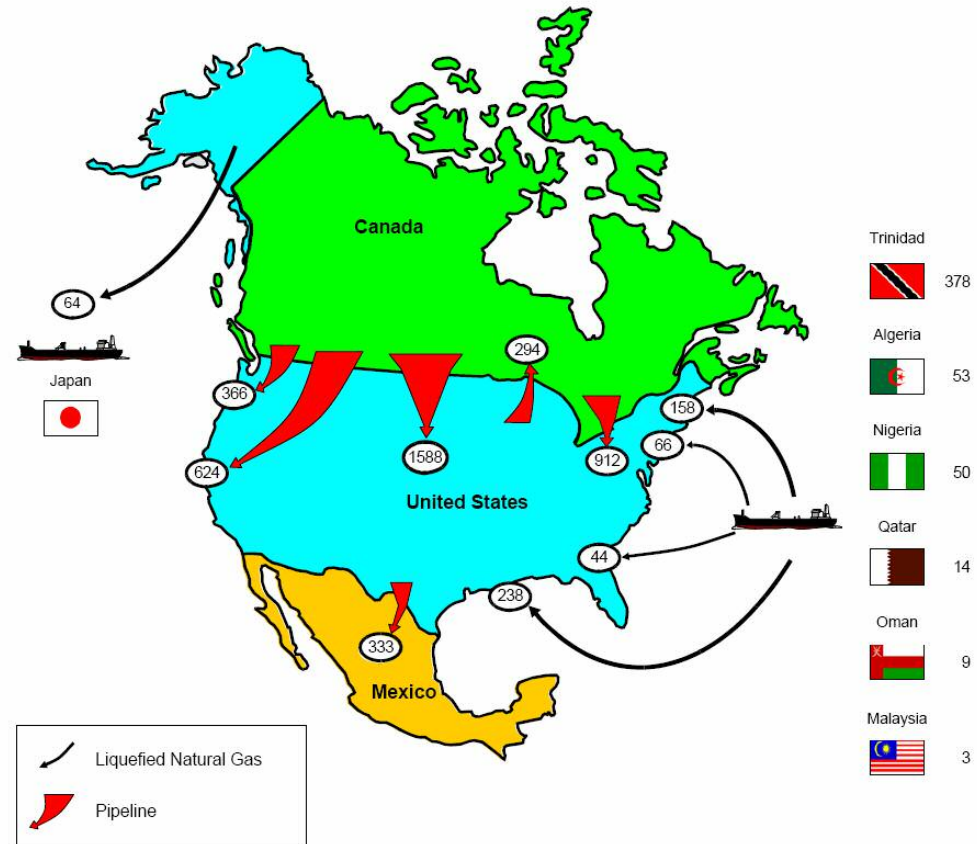 Canada
Trinidad
378
64
294
Algeria
Japan
53
366
158
Nigeria
66
1588
912
624
50
United States
Qatar
44
14
238
Oman
333
9
Mexico
Malaysia
Liquefied Natural Gas
3
Pipeline